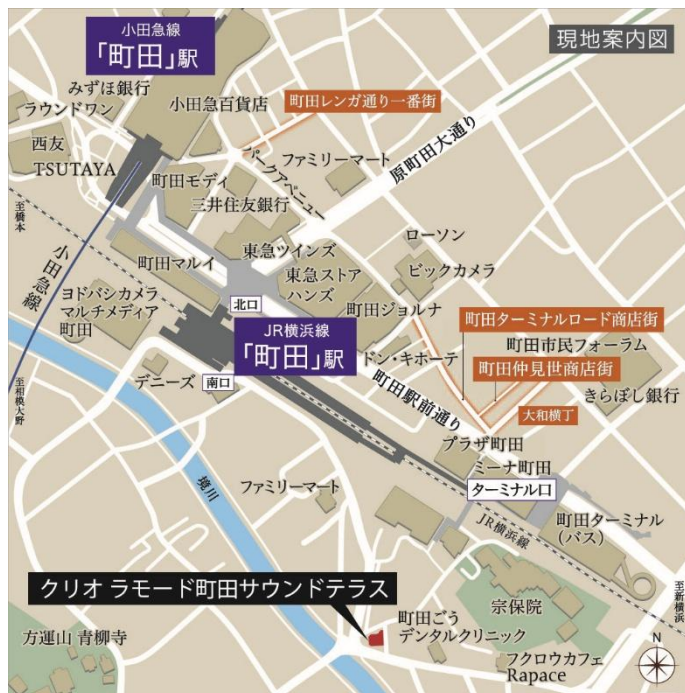 小田急線
「町田」駅
現地案内図
みずほ銀行
小田急百貨店
ラウンドワン
町田レンガ通り一番街
西友
TSUTAYA
町田モディ
パークアベニュー
ファミリーマート
原町田大通り
三井住友銀行
至橋本
小田急線
町田マルイ
東急ツインズ
ローソン
東急ストア
ハンズ
ビックカメラ
ヨドバシカメラ
マルチメディア
町田
北口
町田ジョルナ
町田ターミナルロード商店街
JR横浜線
「町田」駅
町田市民フォーラム
ドン・キホーテ
町田仲見世商店街
デニーズ
南口
町田駅前通り
きらぼし銀行
至相模大野
大和横丁
プラザ町田
ミーナ町田
境川
ファミリーマート
ターミナル口
JR横浜線
町田ターミナル
(バス)
クリオ ラモード町田サウンドテラス
宗保院
至新横浜
町田ごう
デンタルクリニック
方運山 青柳寺
フクロウカフェ
Rapace
N